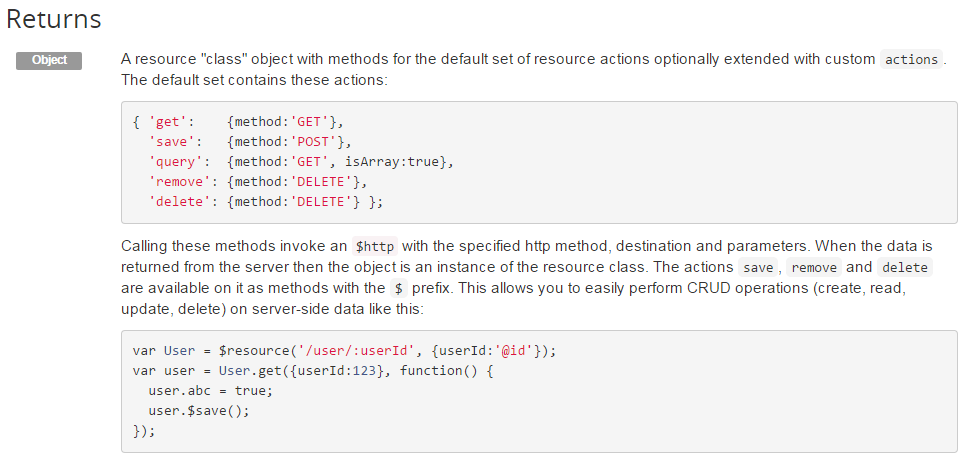 Returns
Object
A resource "class" object with methods for the default set of resource actions optionally extended with custom actions.
The default set contains these actions:
{ 'get':    {method:'GET'},
  'save':   {method:'POST'},
  'query':  {method:'GET', isArray:true},
  'remove': {method:'DELETE'},
  'delete': {method:'DELETE'} };
Calling these methods invoke an $http with the specified http method, destination and parameters. When the data is
returned from the server then the object is an instance of the resource class. The actions save, remove and delete
are available on it as methods with the $ prefix. This allows you to easily perform CRUD operations (create, read,
update, delete) on server-side data like this:
var User = $resource('/user/:userId', {userId:'@id'});
var user = User.get({userId:123}, function() {
  user.abc = true;
  user.$save();
});